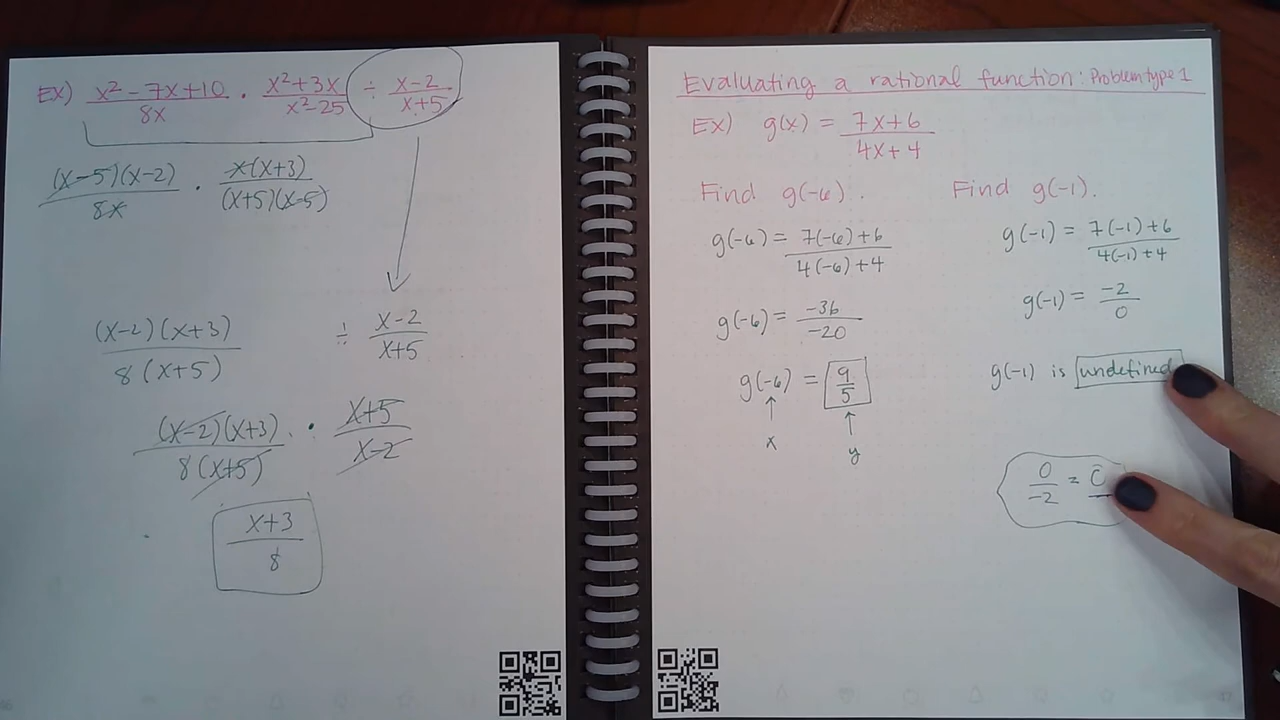 EX) x² - 7x + 10 / 8x · x² + 3x / x² - 25 ÷ x - 2 / x + 5
(x - 5)(x - 2) / 8x · x(x + 3) / (x + 5)(x - 5)
(x - 2)(x + 3) / 8(x + 5) ÷ x - 2 / x + 5
(x - 2)(x + 3) / 8(x + 5) · x + 5 / x - 2
x + 3 / 8
Evaluating a rational function: Problem type 1
EX) g(x) = 7x + 6 / 4x + 4
Find g(-6).
g(-6) = 7(-6) + 6 / 4(-6) + 4
g(-6) = -36 / -20
g(-6) = 9 / 5
x y
Find g(-1).
g(-1) = 7(-1) + 6 / 4(-1) + 4
g(-1) = -2 / 0
g(-1) is undefined
0 / -2 = 0